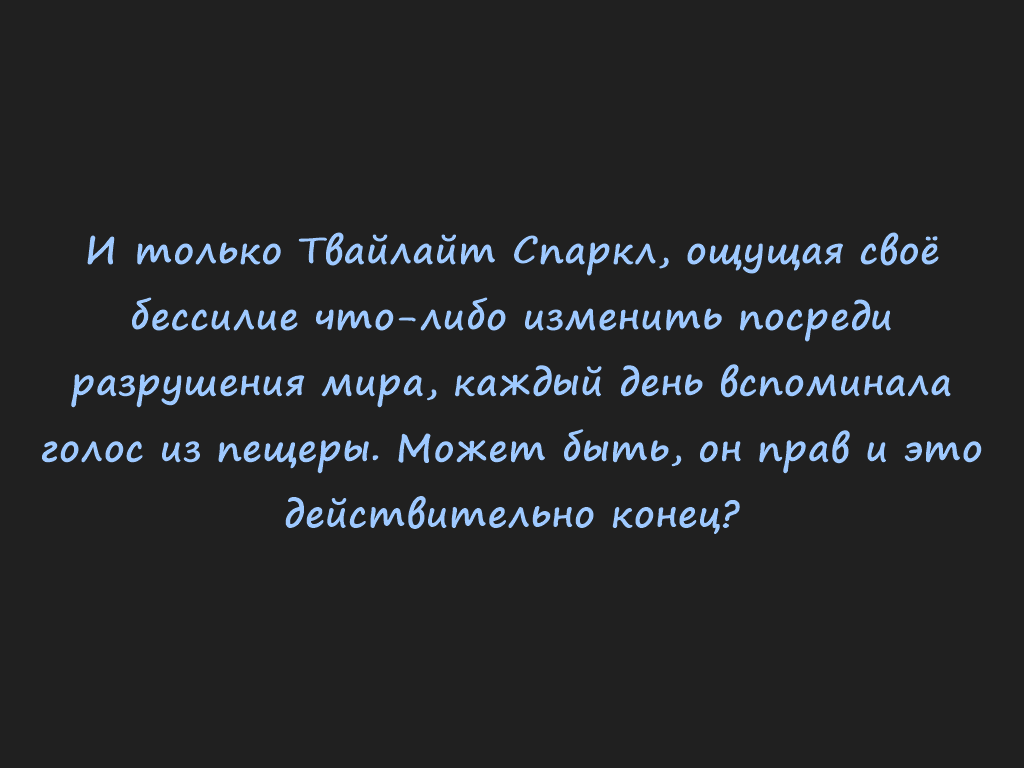 И только Твайлайт Спаркл, ощущая своё
бессилие что-либо изменить посреди
разрушения мира, каждый день вспоминала
голос из пещеры. Может быть, он прав и это
действительно конец?